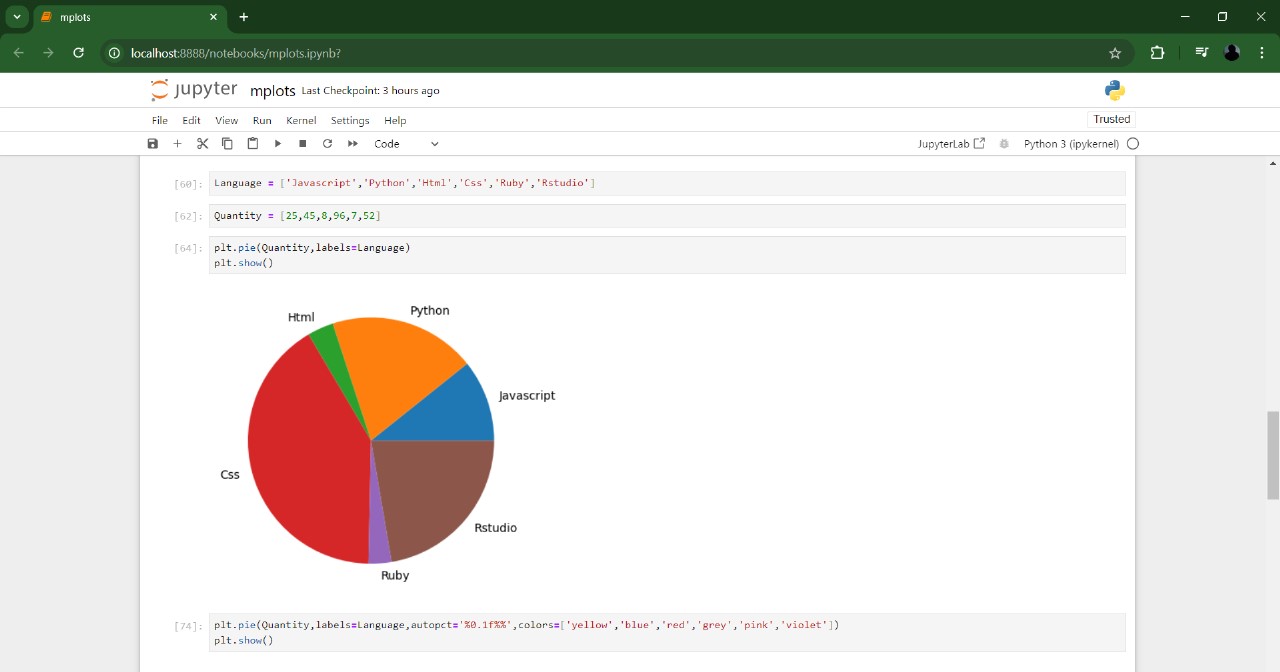 mplots
localhost:8888/notebooks/mplots.ipynb?
jupyter mplots Last Checkpoint: 3 hours ago
File Edit View Run Kernel Settings Help
Trusted
Code
JupyterLab
Python 3 (ipykernel)
[60]: Language = ['Javascript','Python','Html','Css','Ruby','Rstudio']
[62]: Quantity = [25,45,8,96,7,52]
[64]: plt.pie(Quantity,labels=Language)
plt.show()
Python
Html
Javascript
Css
Rstudio
Ruby
[74]: plt.pie(Quantity,labels=Language,autopct='%0.1f%%',colors=['yellow','blue','red','grey','pink','violet'])
plt.show()